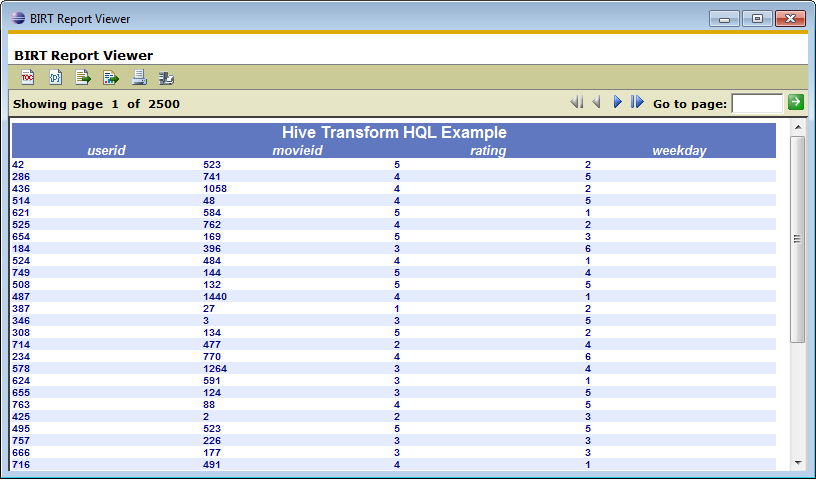 BIRT Report Viewer
BIRT Report Viewer
TOC {P}
Showing page 1 of 2500 Go to page:
Hive Transform HQL Example
userid movieid rating weekday
42 523 5 2
286 741 4 5
436 1058 4 2
514 48 4 5
621 584 5 1
525 762 4 2
654 169 5 3
184 396 3 6
524 484 4 1
749 144 5 4
508 132 5 5
487 1440 4 1
387 27 1 2
346 3 3 5
308 134 5 2
714 477 2 4
234 770 4 6
578 1264 3 4
624 591 3 1
655 124 3 5
763 88 4 5
425 2 2 3
495 523 5 5
757 226 3 3
666 177 3 3
716 491 4 1